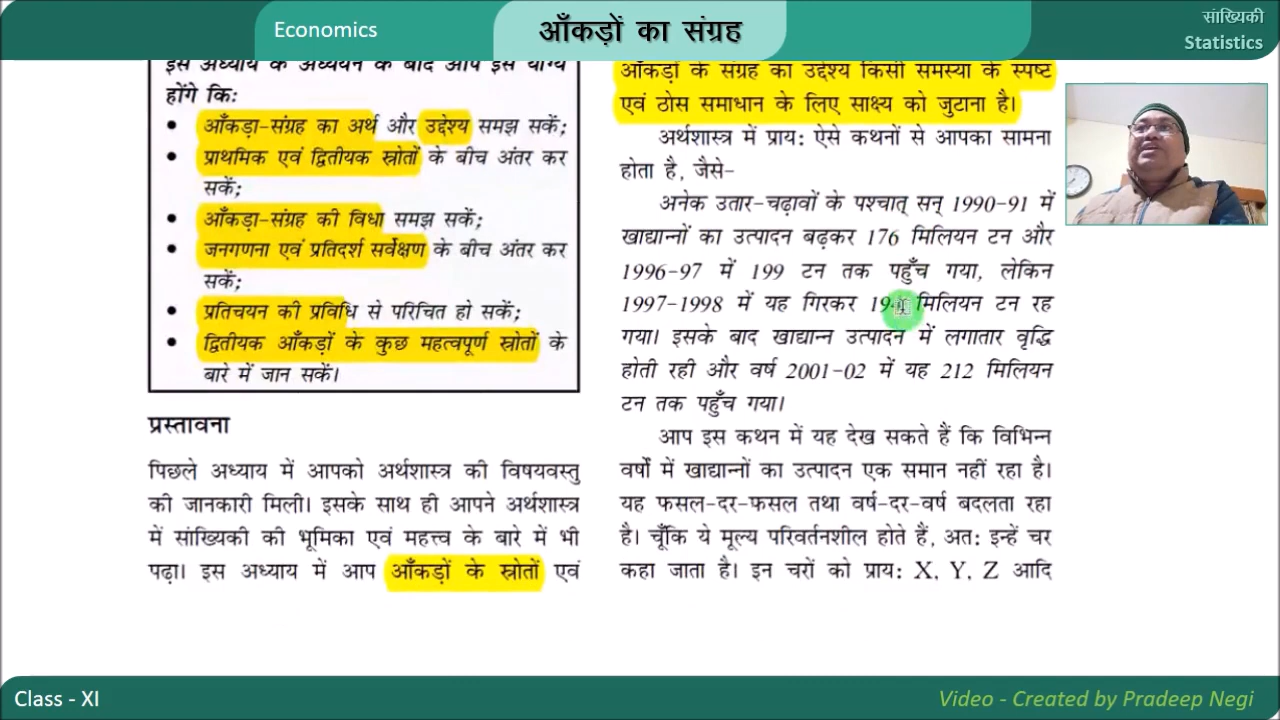 Economics
आँकड़ों का संग्रह
सांख्यिकी
Statistics
इस अध्याय के अध्ययन के बाद आप इस योग्य
होंगे कि:
• आँकड़ा-संग्रह का अर्थ और उद्देश्य समझ सकें;
• प्राथमिक एवं द्वितीयक स्रोतों के बीच अंतर कर
सकें;
• आँकड़ा-संग्रह की विधा समझ सकें;
• जनगणना एवं प्रतिदर्श सर्वेक्षण के बीच अंतर कर
सकें;
• प्रतिचयन की प्रविधि से परिचित हो सकें;
• द्वितीयक आँकड़ों के कुछ महत्वपूर्ण स्रोतों के
बारे में जान सकें।
प्रस्तावना
पिछले अध्याय में आपको अर्थशास्त्र की विषयवस्तु
की जानकारी मिली। इसके साथ ही आपने अर्थशास्त्र
में सांख्यिकी की भूमिका एवं महत्त्व के बारे में भी
पढ़ा। इस अध्याय में आप आँकड़ों के स्रोतों एवं
आँकड़ों के संग्रह का उद्देश्य किसी समस्या के स्पष्ट
एवं ठोस समाधान के लिए साक्ष्य को जुटाना है।
अर्थशास्त्र में प्राय: ऐसे कथनों से आपका सामना
होता है, जैसे-
अनेक उतार-चढ़ावों के पश्चात् सन् 1990-91 में
खाद्यान्नों का उत्पादन बढ़कर 176 मिलियन टन और
1996-97 में 199 टन तक पहुँच गया, लेकिन
1997-1998 में यह गिरकर मिलियन टन रह
गया। इसके बाद खाद्यान्न उत्पादन में लगातार वृद्धि
होती रही और वर्ष 2001-02 में यह 212 मिलियन
टन तक पहुँच गया।
आप इस कथन में यह देख सकते हैं कि विभिन्न
वर्षों में खाद्यान्नों का उत्पादन एक समान नहीं रहा है।
यह फसल-दर-फसल तथा वर्ष-दर-वर्ष बदलता रहा
है। चूँकि ये मूल्य परिवर्तनशील होते हैं, अत: इन्हें चर
कहा जाता है। इन चरों को प्राय: X, Y, Z आदि
Class - XI
Video - Created by Pradeep Negi